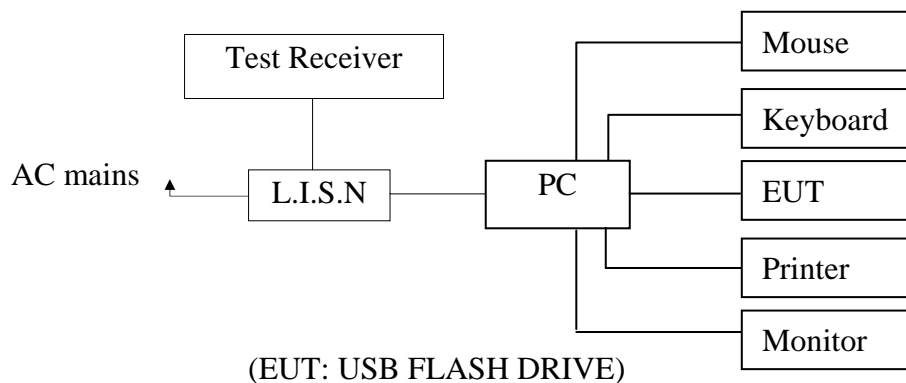 Test Receiver
AC mains
L.I.S.N
PC
Mouse
Keyboard
EUT
Printer
Monitor
(EUT: USB FLASH DRIVE)